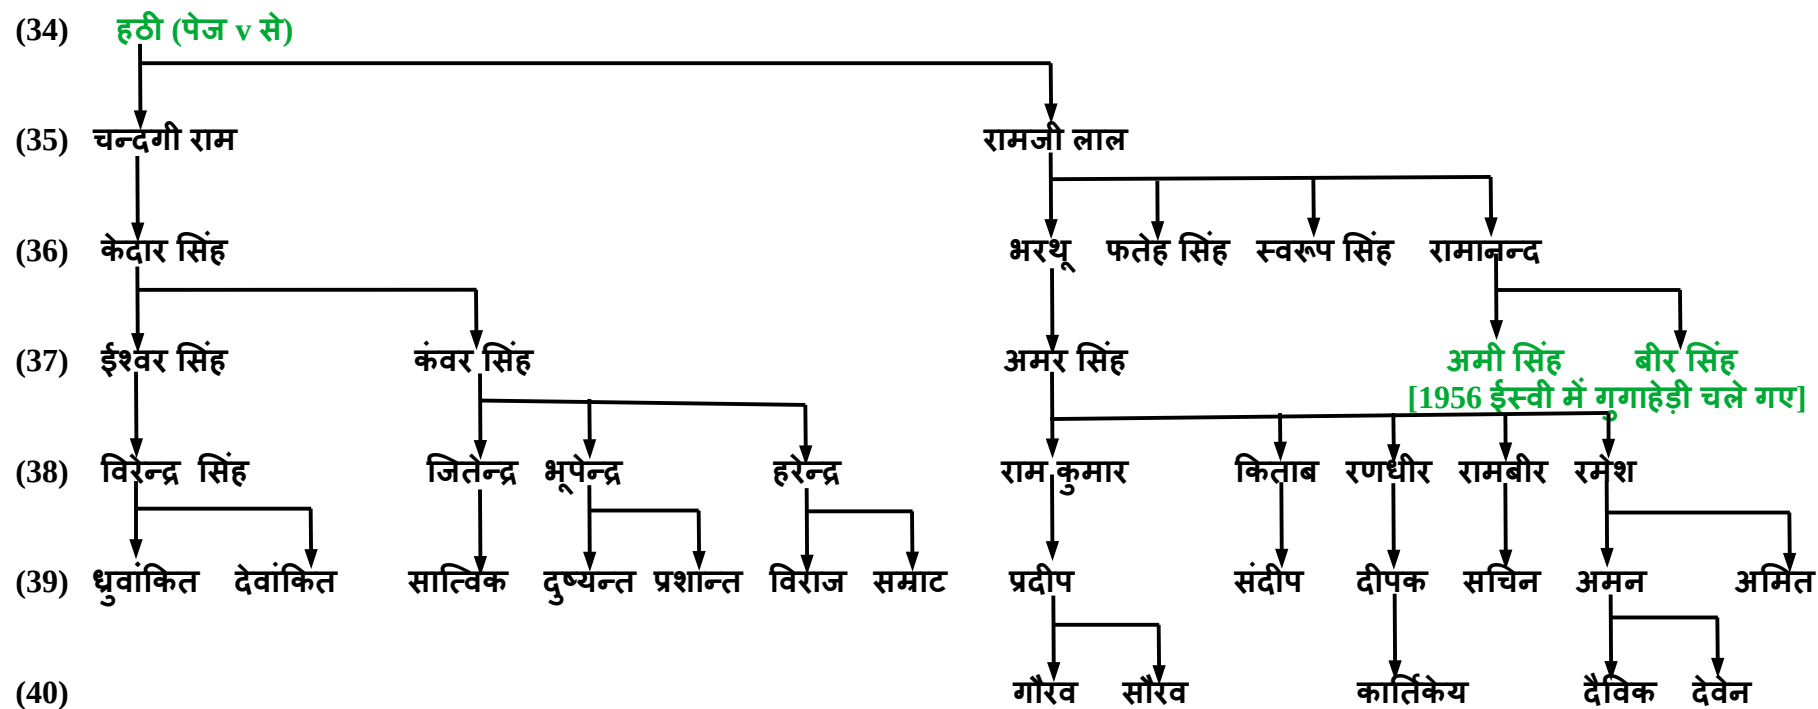 (34) हठी (पेज v से)
(35) चन्दगी राम रामजी लाल
(36) केदार सिंह भरथू फतेह सिंह स्वरूप सिंह रामानन्द
(37) ईश्वर सिंह कंवर सिंह अमर सिंह अमी सिंह बीर सिंह
[1956 ईस्वी में गुगाहेड़ी चले गए]
(38) विरेन्द्र सिंह जितेन्द्र भूपेन्द्र हरेन्द्र राम कुमार किताब रणधीर रामबीर रमेश
(39) ध्रुवांकित देवांकित सात्विक दुष्यन्त प्रशान्त विराज सम्राट प्रदीप संदीप दीपक सचिन अमन अमित
(40) गौरव सौरव कार्तिकेय दैविक देवेन